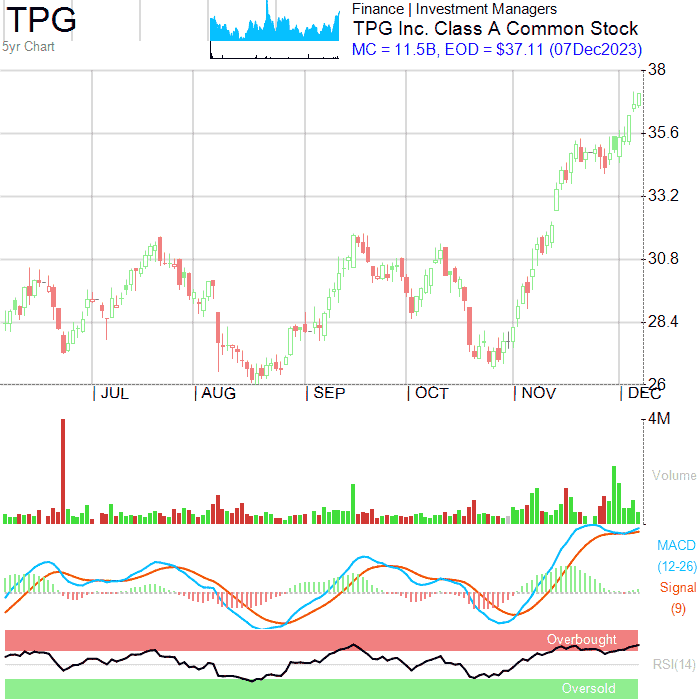 TPG
5yr Chart
Finance | Investment Managers
TPG Inc. Class A Common Stock
MC = 11.5B, EOD = $37.11 (07Dec2023)
38
35.6
33.2
30.8
28.4
26
JUL AUG SEP OCT NOV DEC
4M
Volume
MACD
(12-26)
Signal
(9)
Overbought
RSI(14)
Oversold